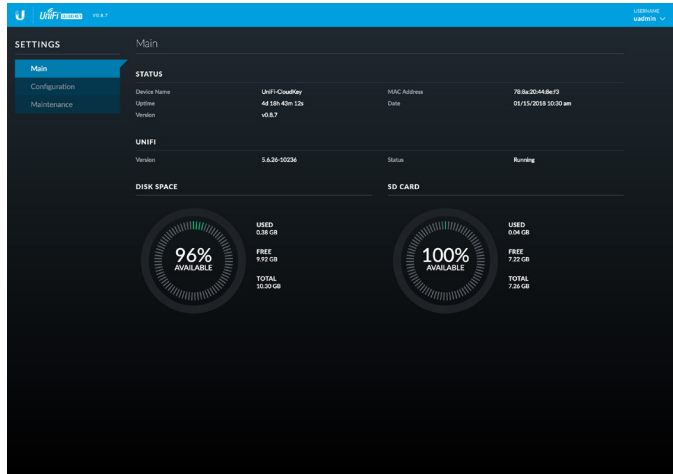 U UniFi CLOUD KEY V0.8.7
USERNAME
uadmin
SETTINGS
Main
Configuration
Maintenance
Main
STATUS
Device Name UniFi-CloudKey MAC Address 78:8a:20:44:8e:f3
Uptime 4d 18h 43m 12s Date 01/15/2018 10:30 am
Version v0.8.7
UNIFI
Version 5.6.26-10236 Status Running
DISK SPACE
96%
AVAILABLE
USED
0.38 GB
FREE
9.92 GB
TOTAL
10.30 GB
SD CARD
100%
AVAILABLE
USED
0.04 GB
FREE
7.22 GB
TOTAL
7.26 GB